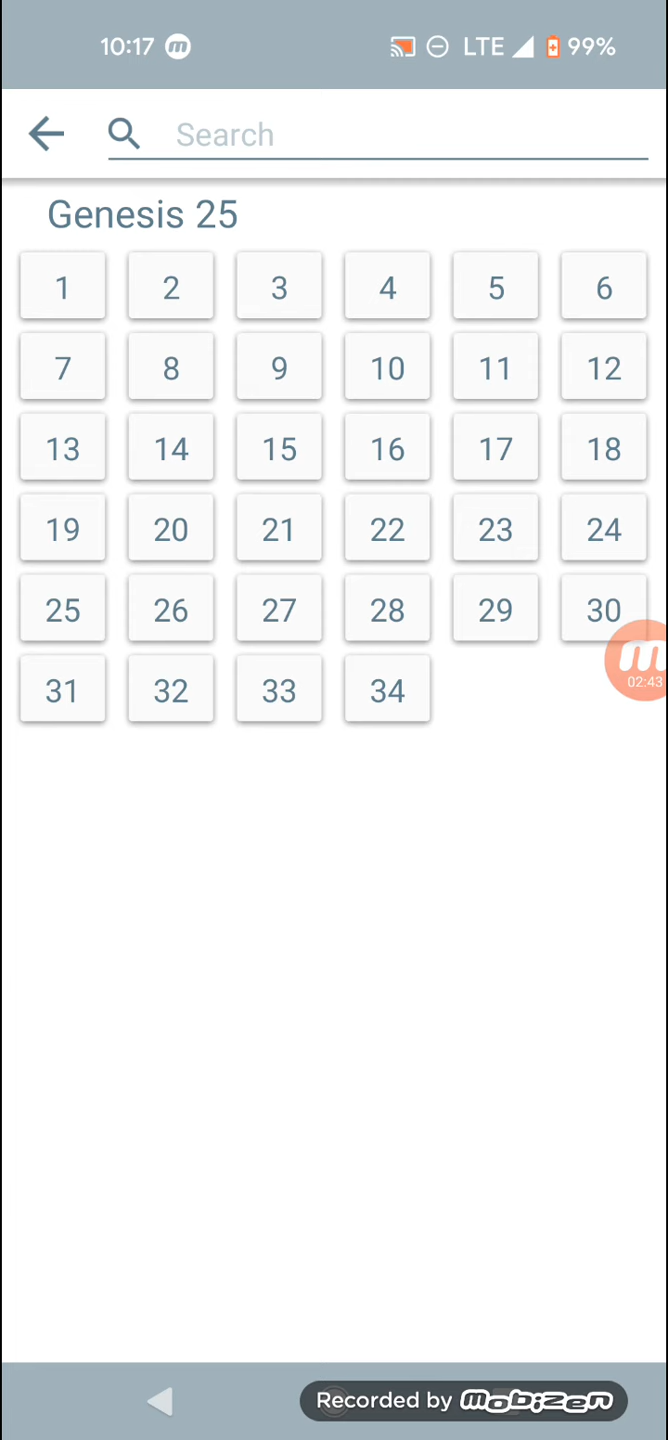 10:17 m LTE 99%
Search
Genesis 25
1 2 3 4 5 6
7 8 9 10 11 12
13 14 15 16 17 18
19 20 21 22 23 24
25 26 27 28 29 30
31 32 33 34
m
02:43
Recorded by mobizen